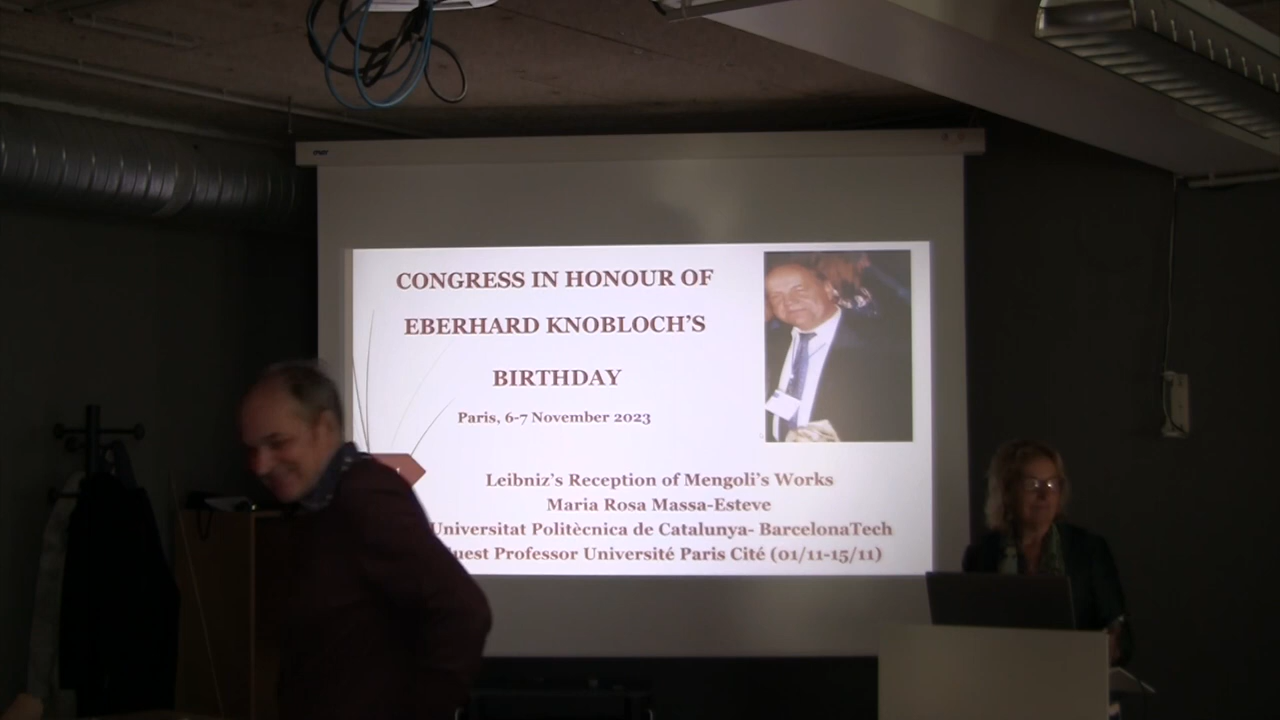 CONGRESS IN HONOUR OF
EBERHARD KNOBLOCH'S
BIRTHDAY
Paris, 6-7 November 2023
Leibniz's Reception of Mengoli's Works
Maria Rosa Massa-Esteve
Universitat Politècnica de Catalunya- BarcelonaTech
Professor Université Paris Cité (01/11-15/11)